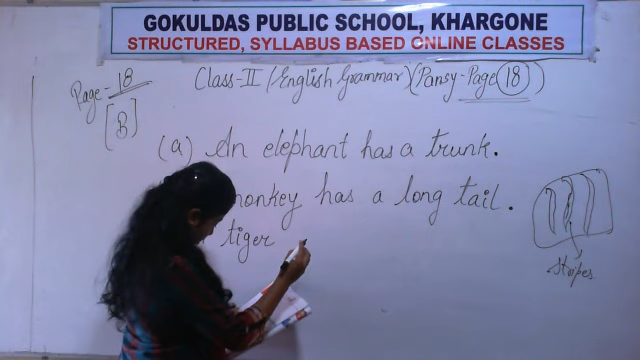 GOKULDAS PUBLIC SCHOOL, KHARGONE
STRUCTURED, SYLLABUS BASED ONLINE CLASSES
Page - 18
[B]
Class-II (English Grammar) (Pansy - Page 18)
(a) An elephant has a trunk.
monkey has a long tail.
tiger
stripes